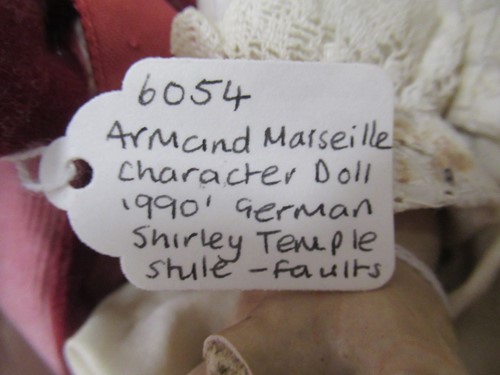 6054
Armand Marseille
Character Doll
'990' German
Shirley Temple
Style - Faults